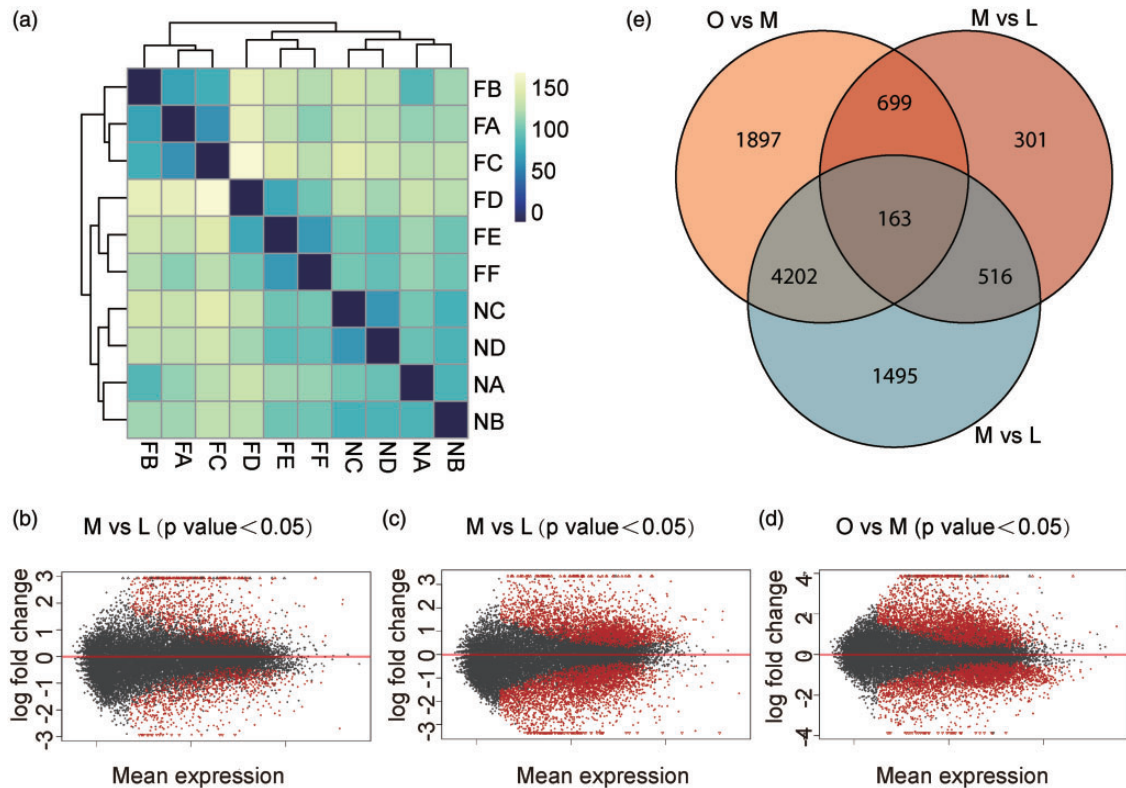 (a)
FB
FA
FC
FD
FE
FF
NC
ND
NA
NB
150
100
50
0
FB FA FC FD FE FF NC ND NA NB
(e)
O vs M
M vs L
699
1897
301
163
4202
516
1495
M vs L
(b)
M vs L (p value<0.05)
log fold change
3
2
1
0
-1
-2
-3
Mean expression
(c)
M vs L (p value<0.05)
log fold change
3
2
1
0
-1
-2
-3
Mean expression
(d)
O vs M (p value<0.05)
log fold change
4
2
0
-2
-4
Mean expression